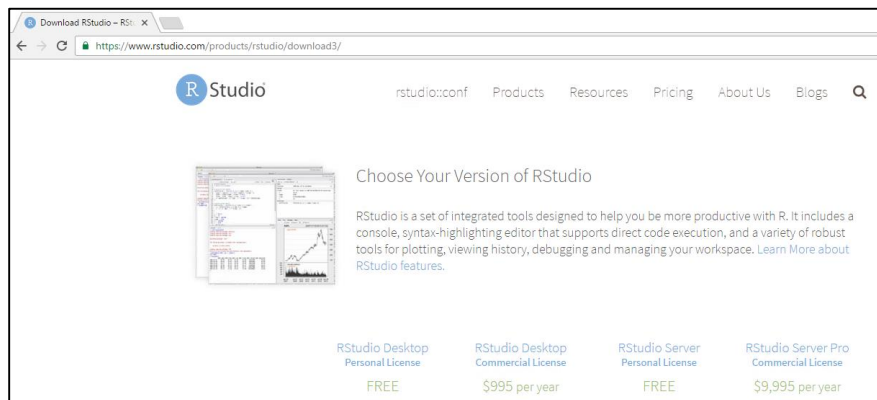 Download RStudio – RSt
https://www.rstudio.com/products/rstudio/download3/
R Studio
rstudio::conf Products Resources Pricing About Us Blogs
Choose Your Version of RStudio
RStudio is a set of integrated tools designed to help you be more productive with R. It includes a
console, syntax-highlighting editor that supports direct code execution, and a variety of robust
tools for plotting, viewing history, debugging and managing your workspace. Learn More about
RStudio features.
RStudio Desktop RStudio Desktop RStudio Server RStudio Server Pro
Personal License Commercial License Personal License Commercial License
FREE $995 per year FREE $9,995 per year